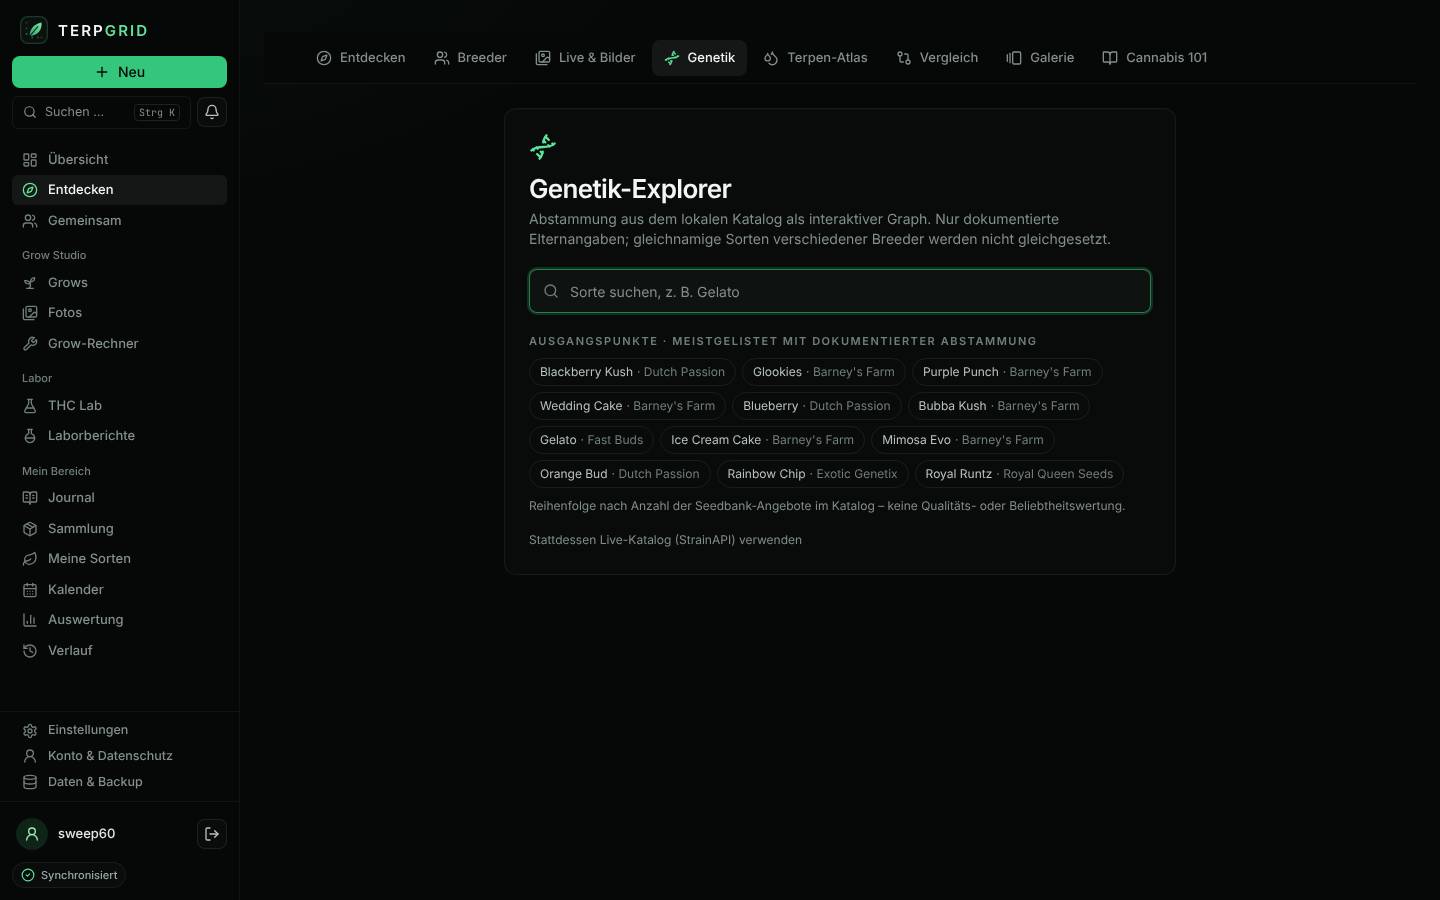 TERPGRID
Neu
Suchen ... Strg K
Übersicht
Entdecken
Gemeinsam
Grow Studio
Grows
Fotos
Grow-Rechner
Labor
THC Lab
Laborberichte
Mein Bereich
Journal
Sammlung
Meine Sorten
Kalender
Auswertung
Verlauf
Einstellungen
Konto & Datenschutz
Daten & Backup
sweep60
Synchronisiert
Entdecken Breeder Live & Bilder Genetik Terpen-Atlas Vergleich Galerie Cannabis 101
Genetik-Explorer
Abstammung aus dem lokalen Katalog als interaktiver Graph. Nur dokumentierte
Elternangaben; gleichnamige Sorten verschiedener Breeder werden nicht gleichgesetzt.
Sorte suchen, z. B. Gelato
AUSGANGSPUNKTE · MEISTGELISTET MIT DOKUMENTIERTER ABSTAMMUNG
Blackberry Kush · Dutch Passion Glookies · Barney's Farm Purple Punch · Barney's Farm
Wedding Cake · Barney's Farm Blueberry · Dutch Passion Bubba Kush · Barney's Farm
Gelato · Fast Buds Ice Cream Cake · Barney's Farm Mimosa Evo · Barney's Farm
Orange Bud · Dutch Passion Rainbow Chip · Exotic Genetix Royal Runtz · Royal Queen Seeds
Reihenfolge nach Anzahl der Seedbank-Angebote im Katalog – keine Qualitäts- oder Beliebtheitswertung.
Stattdessen Live-Katalog (StrainAPI) verwenden